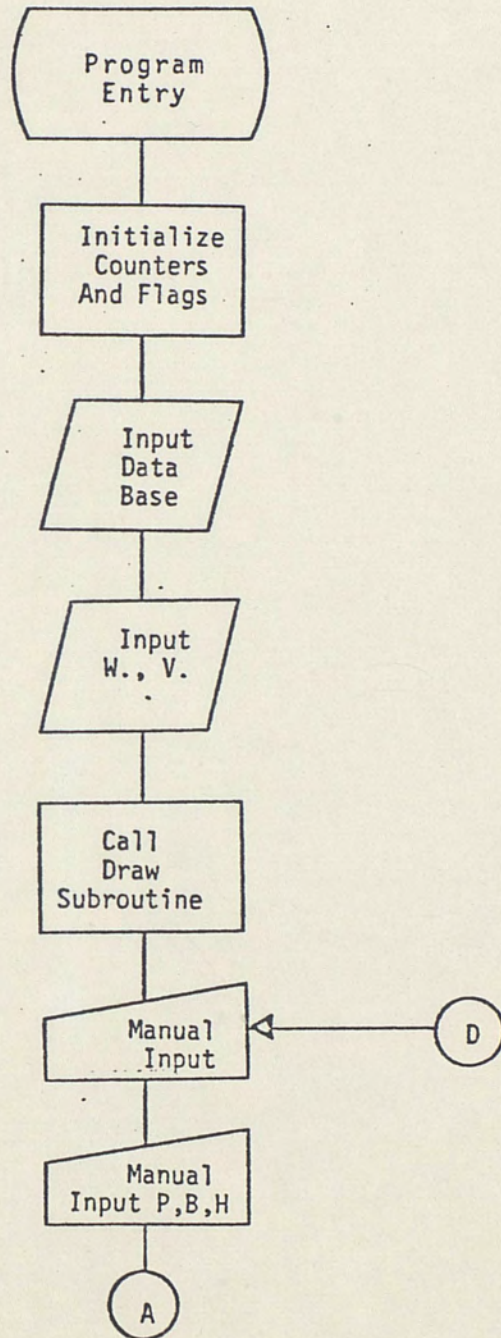 Program
Entry
Initialize
Counters
And Flags
Input
Data
Base
Input
W., V.
Call
Draw
Subroutine
Manual
Input
D
Manual
Input P,B,H
A